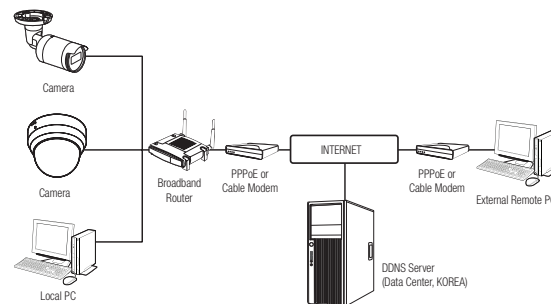 Camera
Camera
Local PC
Broadband
Router
PPPoE or
Cable Modem
INTERNET
PPPoE or
Cable Modem
External Remote PC
DDNS Server
(Data Center, KOREA)